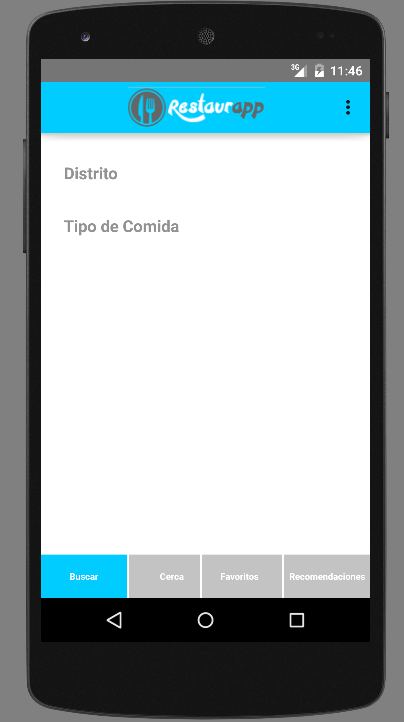 3G 11:46
Restaurapp
Distrito
Tipo de Comida
Buscar Cerca Favoritos Recomendaciones